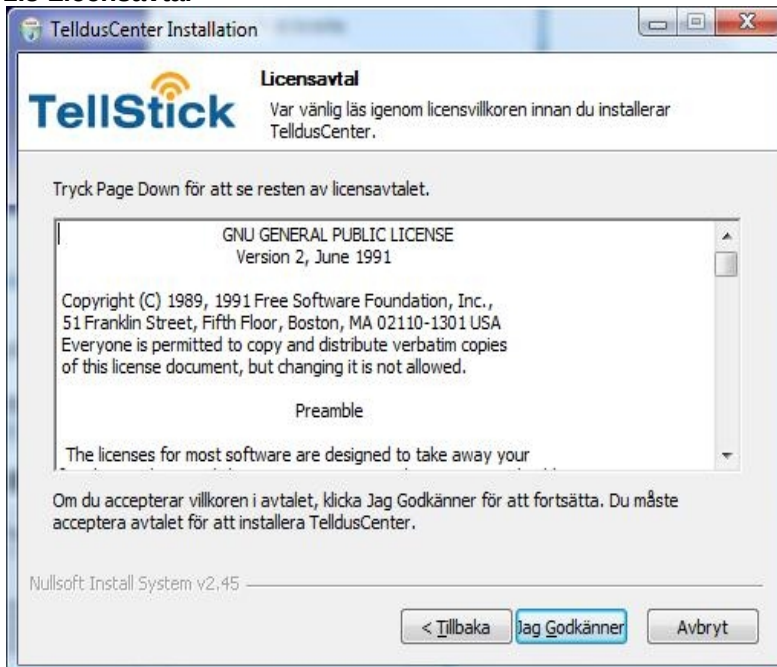 Licensavtal
TelldusCenter Installation
TellStick
Licensavtal
Var vänlig läs igenom licensvillkoren innan du installerar
TelldusCenter.
Tryck Page Down för att se resten av licensavtalet.
GNU GENERAL PUBLIC LICENSE
Version 2, June 1991
Copyright (C) 1989, 1991 Free Software Foundation, Inc.,
51 Franklin Street, Fifth Floor, Boston, MA 02110-1301 USA
Everyone is permitted to copy and distribute verbatim copies
of this license document, but changing it is not allowed.
Preamble
The licenses for most software are designed to take away your
Om du accepterar villkoren i avtalet, klicka Jag Godkänner för att fortsätta. Du måste
acceptera avtalet för att installera TelldusCenter.
Nullsoft Install System v2.45
< Tillbaka
Jag Godkänner
Avbryt